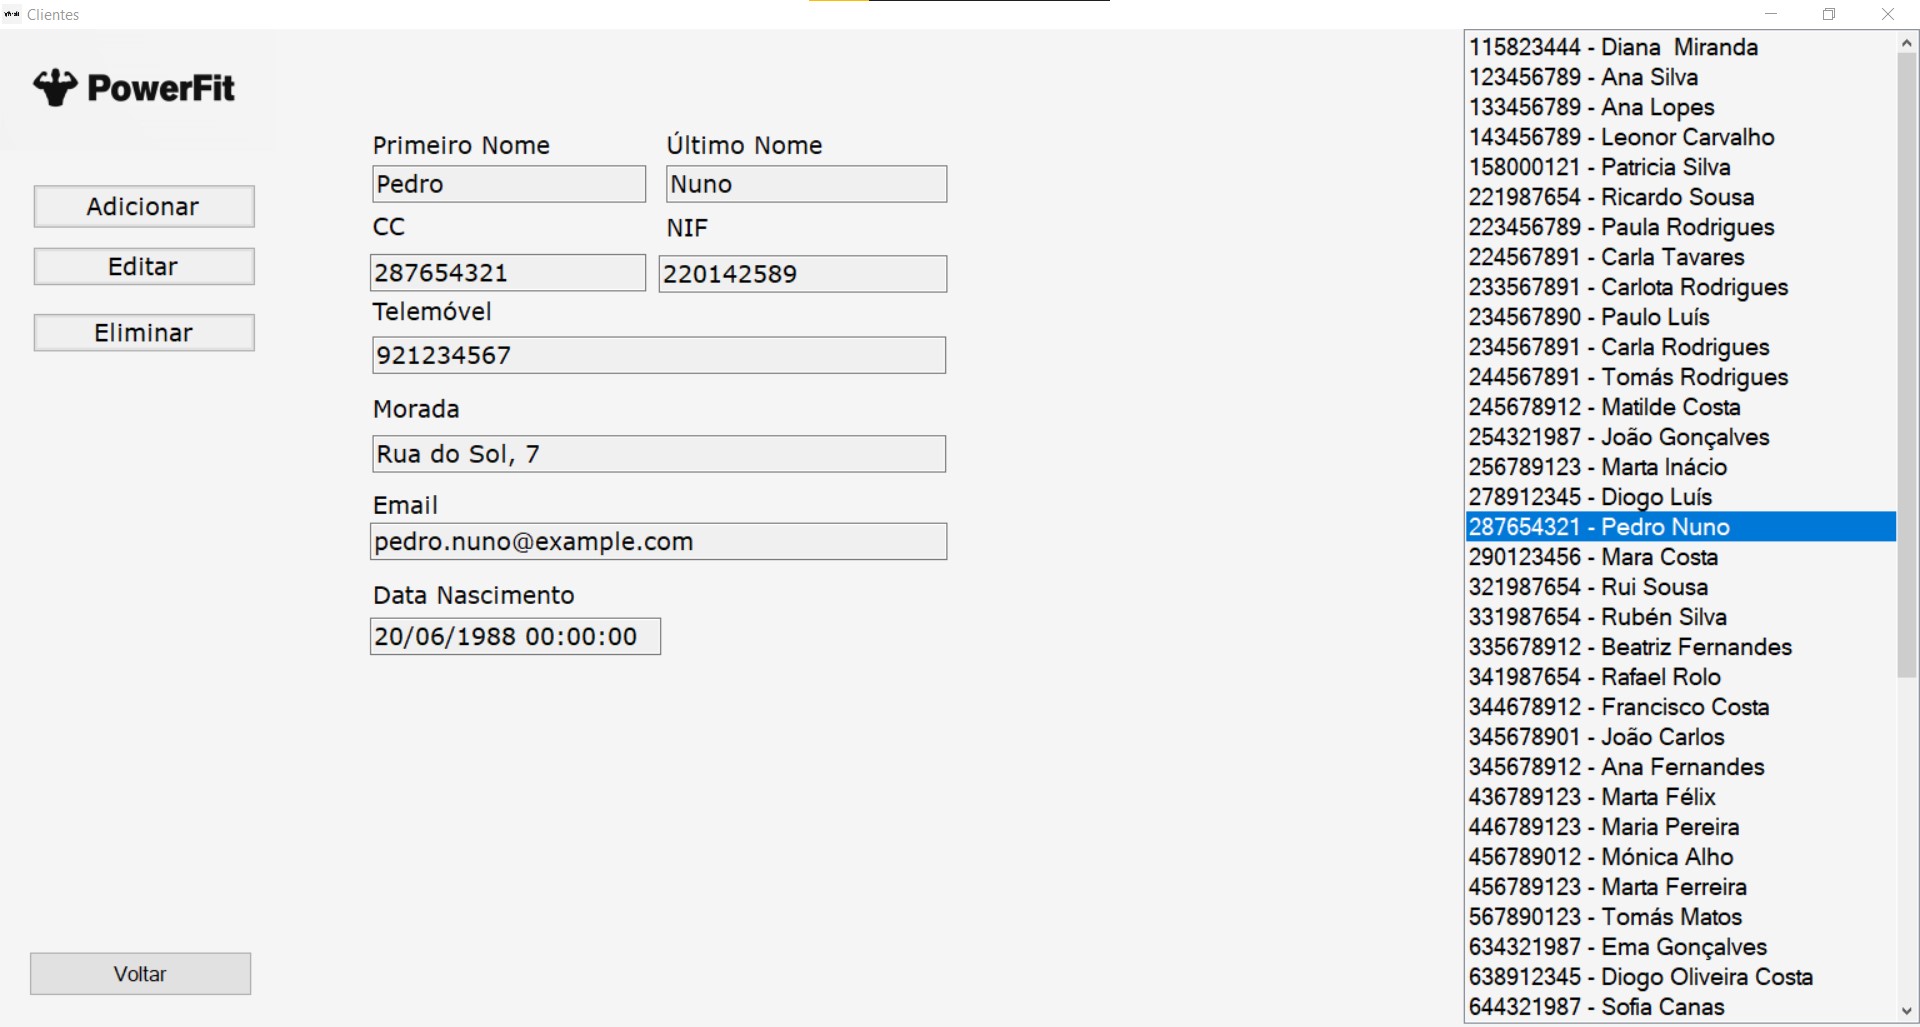 Clientes
PowerFit
Adicionar
Editar
Eliminar
Voltar
Primeiro Nome
Último Nome
Pedro
Nuno
CC
NIF
287654321
220142589
Telemóvel
921234567
Morada
Rua do Sol, 7
Email
pedro.nuno@example.com
Data Nascimento
20/06/1988 00:00:00
115823444 - Diana  Miranda
123456789 - Ana Silva
133456789 - Ana Lopes
143456789 - Leonor Carvalho
158000121 - Patricia Silva
221987654 - Ricardo Sousa
223456789 - Paula Rodrigues
224567891 - Carla Tavares
233567891 - Carlota Rodrigues
234567890 - Paulo Luís
234567891 - Carla Rodrigues
244567891 - Tomás Rodrigues
245678912 - Matilde Costa
254321987 - João Gonçalves
256789123 - Marta Inácio
278912345 - Diogo Luís
287654321 - Pedro Nuno
290123456 - Mara Costa
321987654 - Rui Sousa
331987654 - Rubén Silva
335678912 - Beatriz Fernandes
341987654 - Rafael Rolo
344678912 - Francisco Costa
345678901 - João Carlos
345678912 - Ana Fernandes
436789123 - Marta Félix
446789123 - Maria Pereira
456789012 - Mónica Alho
456789123 - Marta Ferreira
567890123 - Tomás Matos
634321987 - Ema Gonçalves
638912345 - Diogo Oliveira Costa
644321987 - Sofia Canas